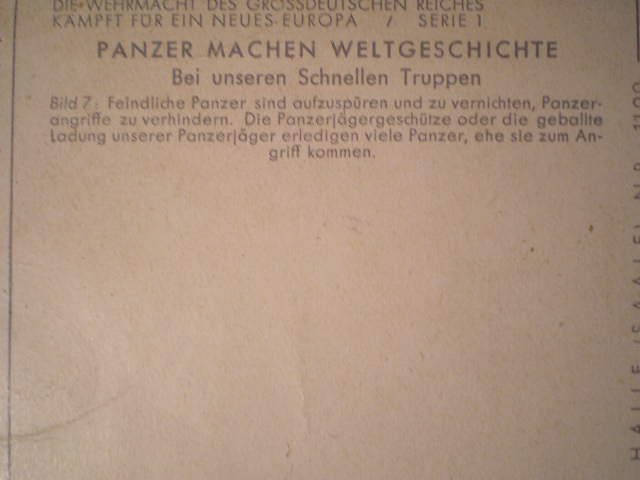 DIE WEHRMACHT DES GROSSDEUTSCHEN REICHES
KÄMPFT FÜR EIN NEUES EUROPA / SERIE 1
PANZER MACHEN WELTGESCHICHTE
Bei unseren Schnellen Truppen
Bild 7: Feindliche Panzer sind aufzuspüren und zu vernichten, Panzer-
angriffe zu verhindern. Die Panzerjägergeschütze oder die geballte
Ladung unserer Panzerjäger erledigen viele Panzer, ehe sie zum An-
griff kommen.
HALLE (SAALE) NR.